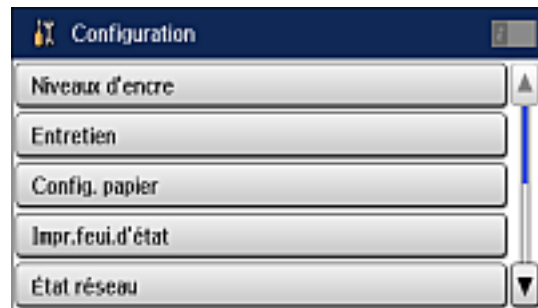 Configuration
Niveaux d'encre
Entretien
Config. papier
Impr.feui.d'état
État réseau